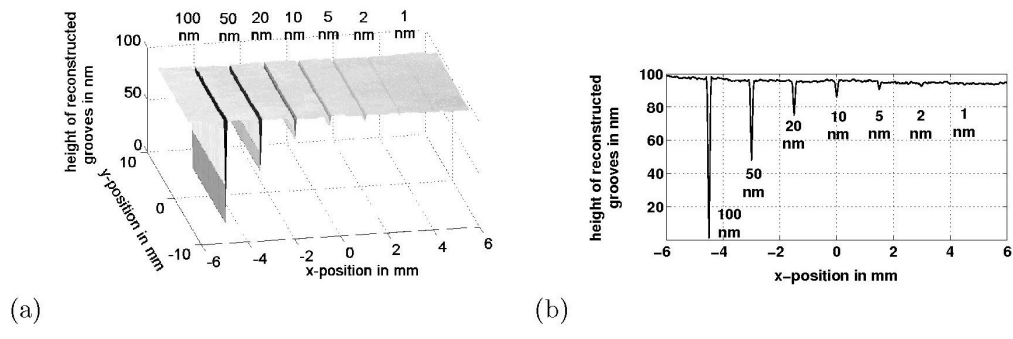 100 50 20 10 5 2 1
nm nm nm nm nm nm nm
height of reconstructed
grooves in nm
100
50
0
10
0
-10
y-position in mm
-6 -4 -2 0 2 4 6
x-position in mm
(a)
height of reconstructed
grooves in nm
100
80
60
40
20
100
nm
50
nm
20
nm
10
nm
5
nm
2
nm
1
nm
−6 −4 −2 0 2 4 6
x−position in mm
(b)